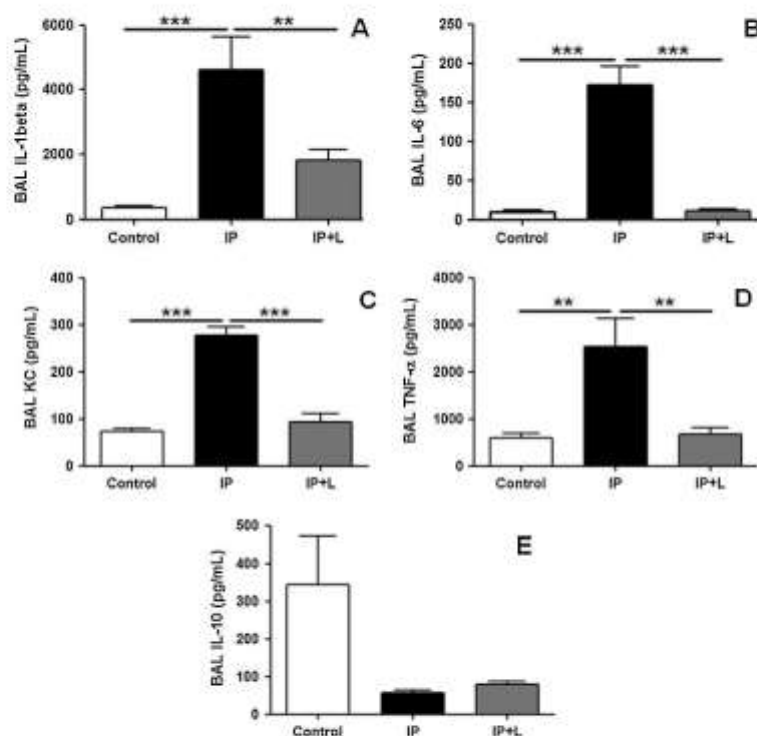 A
BAL IL-1beta (pg/mL)
6000
4000
2000
0
*** **
Control IP IP+L
B
BAL IL-6 (pg/mL)
250
200
150
100
50
0
*** ***
Control IP IP+L
C
BAL KC (pg/mL)
400
300
200
100
0
*** ***
Control IP IP+L
D
BAL TNF-α (pg/mL)
4000
3000
2000
1000
0
** **
Control IP IP+L
E
BAL IL-10 (pg/mL)
500
400
300
200
100
0
Control IP IP+L